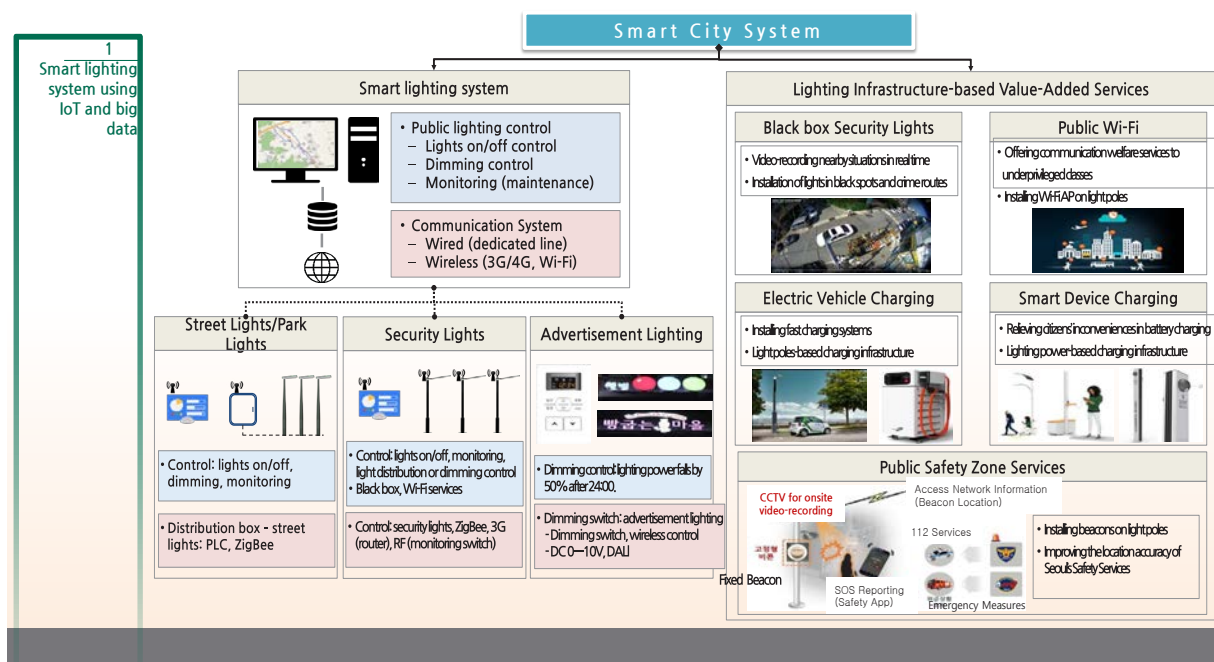 Smart City System
1
Smart lighting
system using
IoT and big
data
Smart lighting system
• Public lighting control
– Lights on/off control
– Dimming control
– Monitoring (maintenance)
• Communication System
– Wired (dedicated line)
– Wireless (3G/4G, Wi-Fi)
Street Lights/Park
Lights
• Control: lights on/off,
dimming, monitoring
• Distribution box - street
lights: PLC, ZigBee
Security Lights
• Control: lights on/off, monitoring,
light distribution or dimming control
• Black box, Wi-Fi services
• Control: security lights, ZigBee, 3G
(router), RF (monitoring switch)
Advertisement Lighting
빵굽는 마을
• Dimming control: lighting power falls by
50% after 24:00.
• Dimming switch: advertisement lighting
- Dimming switch, wireless control
- DC 0—10V, DALI
Lighting Infrastructure-based Value-Added Services
Black box Security Lights
• Video-recording nearby situations in real time
• Installation of lights in black spots and crime routes
Public Wi-Fi
• Offering communication welfare services to
underprivileged classes
• Installing Wi-Fi AP on light poles
Electric Vehicle Charging
• Installing fast charging systems
• Light poles-based charging infrastructure
Smart Device Charging
• Relieving citizens' inconveniences in battery charging
• Lighting power-based charging infrastructure
Public Safety Zone Services
CCTV for onsite
video-recording
Access Network Information
(Beacon Location)
112 Services
고정형
비콘
Fixed Beacon
SOS Reporting
(Safety App)
Emergency Measures
• Installing beacons on light poles
• Improving the location accuracy of
Seoul's Safety Services